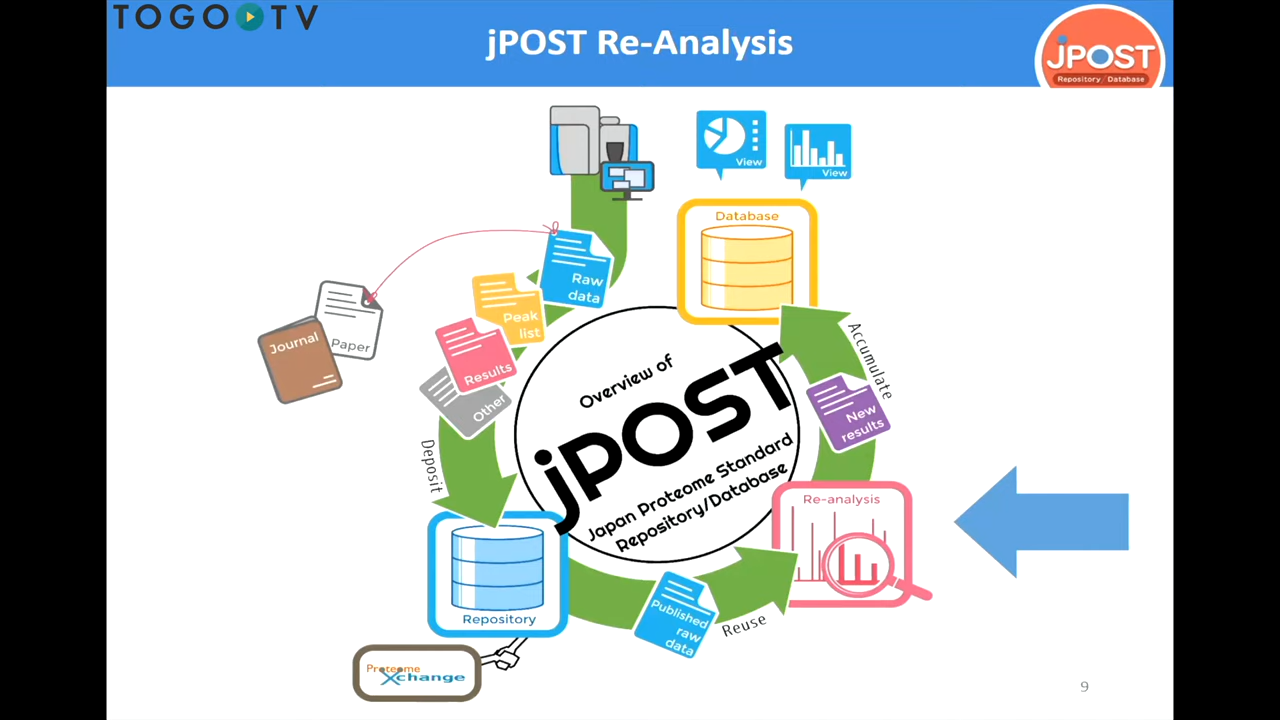 TOGO TV
jPOST Re-Analysis
jPOST
Repository/Database
View
View
Database
Raw
data
Peak
list
Results
Other
Journal
Paper
Overview of
jPOST
Japan Proteome Standard
Repository/Database
Accumulate
New
results
Deposit
Re-analysis
Repository
Published
raw
data
Reuse
Proteome
Xchange
9